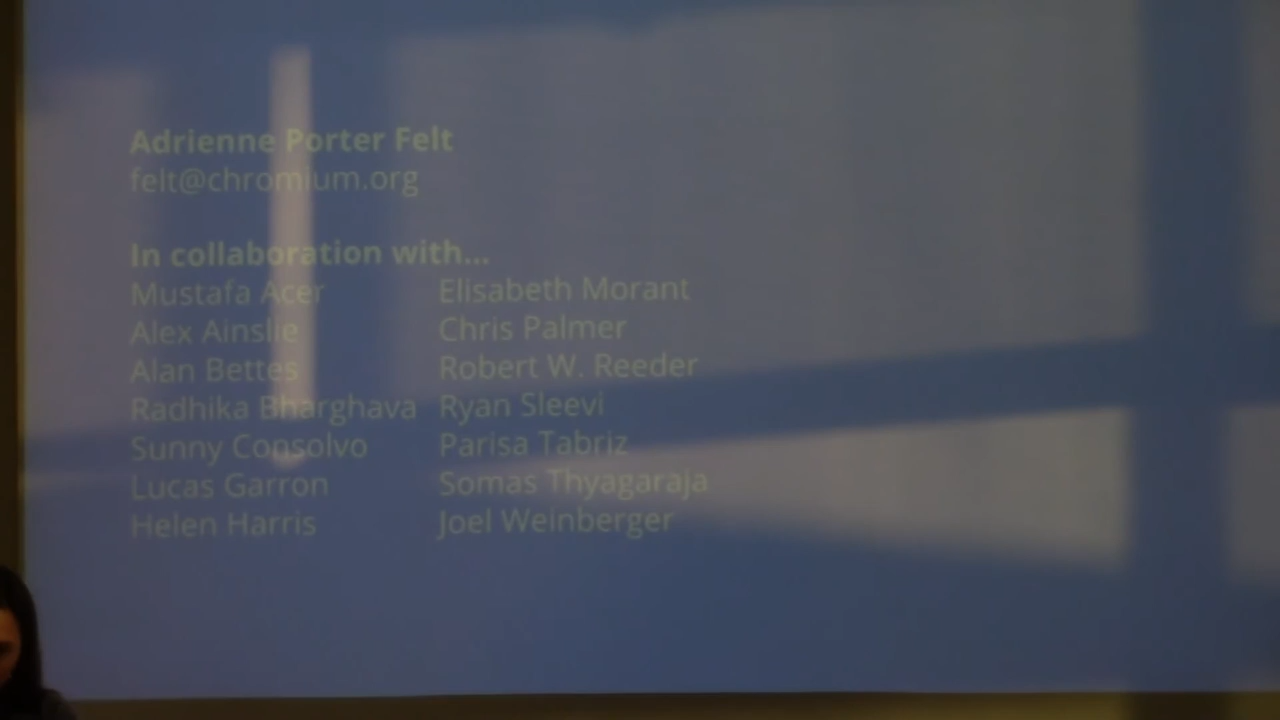 Adrienne Porter Felt
felt@chromium.org
In collaboration with...
Mustafa Acer
Alex Ainslie
Alan Bettes
Radhika Bharghava
Sunny Consolvo
Lucas Garron
Helen Harris
Elisabeth Morant
Chris Palmer
Robert W. Reeder
Ryan Sleevi
Parisa Tabriz
Somas Thyagaraja
Joel Weinberger